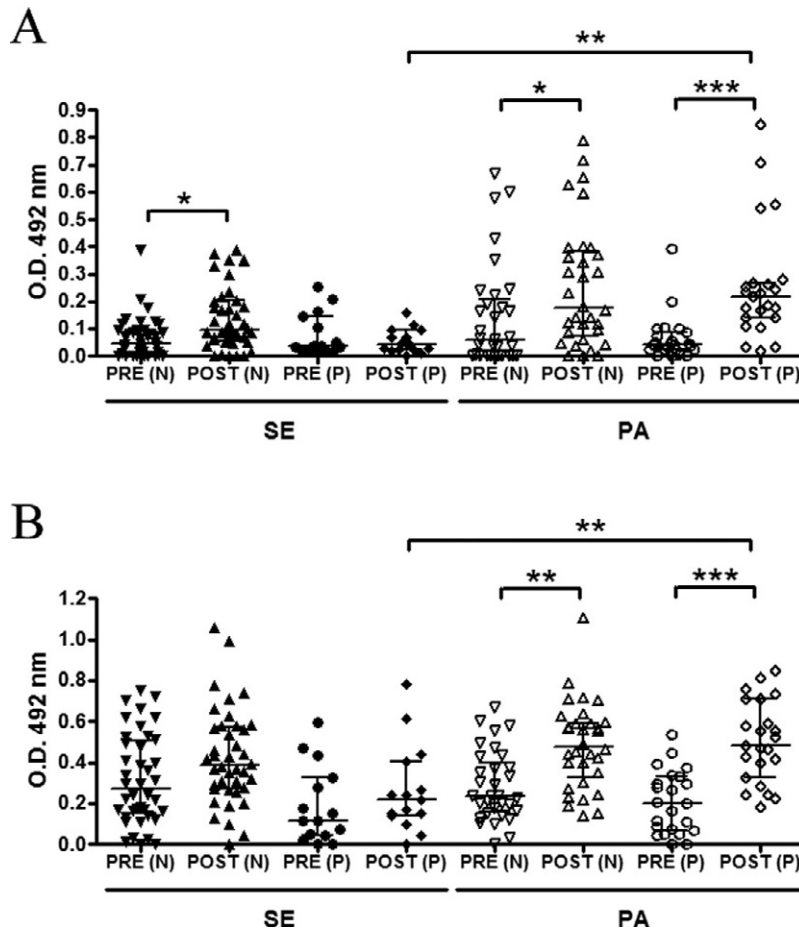 A
**
*
***
*
O.D. 492 nm
0.9
0.8
0.7
0.6
0.5
0.4
0.3
0.2
0.1
0.0
PRE (N) POST (N) PRE (P) POST (P) PRE (N) POST (N) PRE (P) POST (P)
SE PA
B
**
** ***
O.D. 492 nm
1.2
1.0
0.8
0.6
0.4
0.2
0.0
PRE (N) POST (N) PRE (P) POST (P) PRE (N) POST (N) PRE (P) POST (P)
SE PA